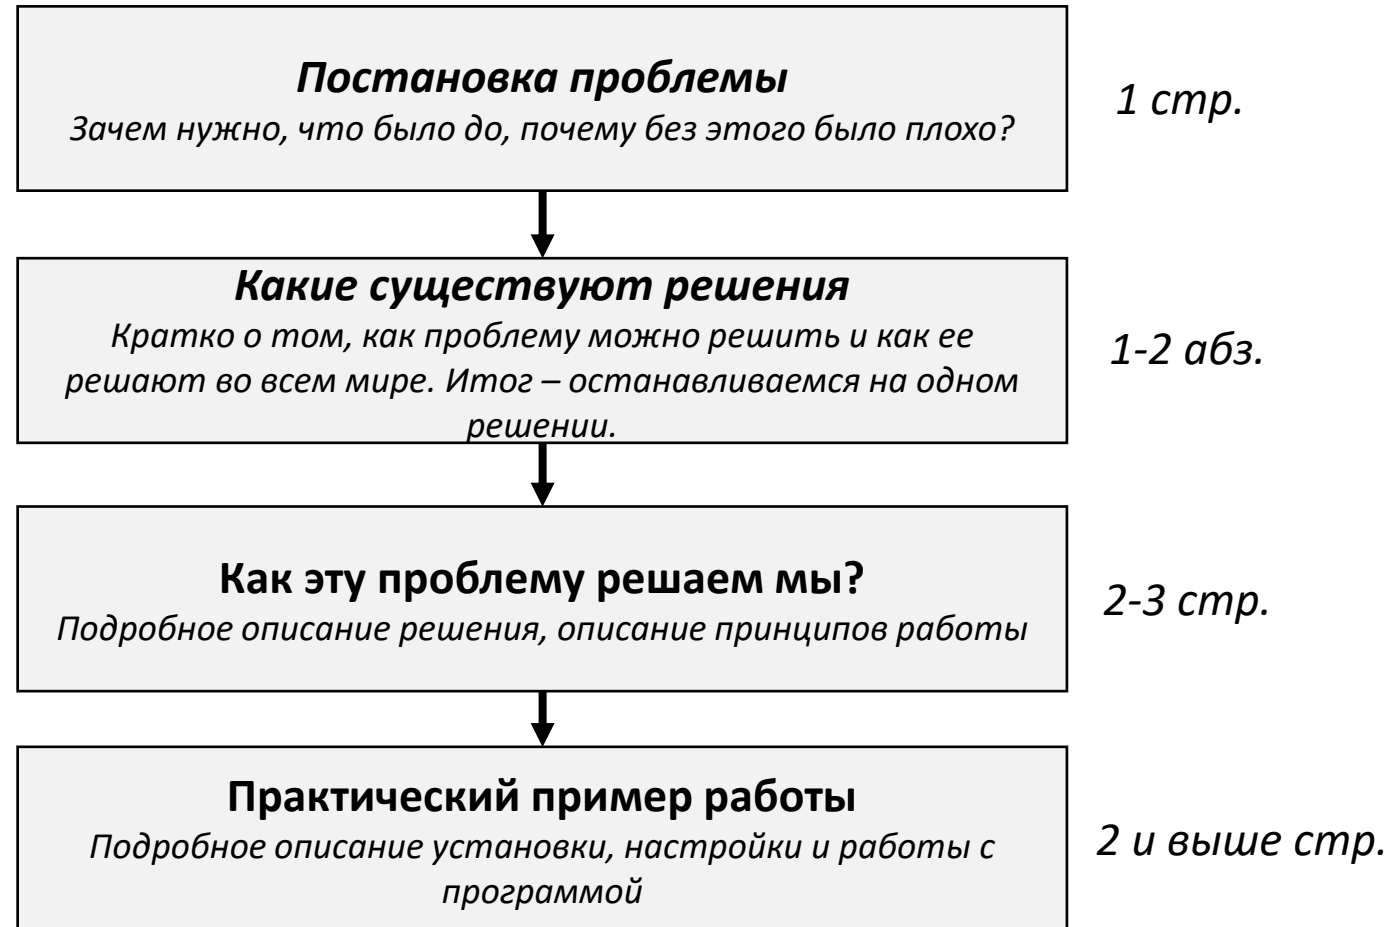 Постановка проблемы
Зачем нужно, что было до, почему без этого было плохо?
1 стр.
Какие существуют решения
Кратко о том, как проблему можно решить и как ее
решают во всем мире. Итог – останавливаемся на одном
решении.
1-2 абз.
Как эту проблему решаем мы?
Подробное описание решения, описание принципов работы
2-3 стр.
Практический пример работы
Подробное описание установки, настройки и работы с
программой
2 и выше стр.